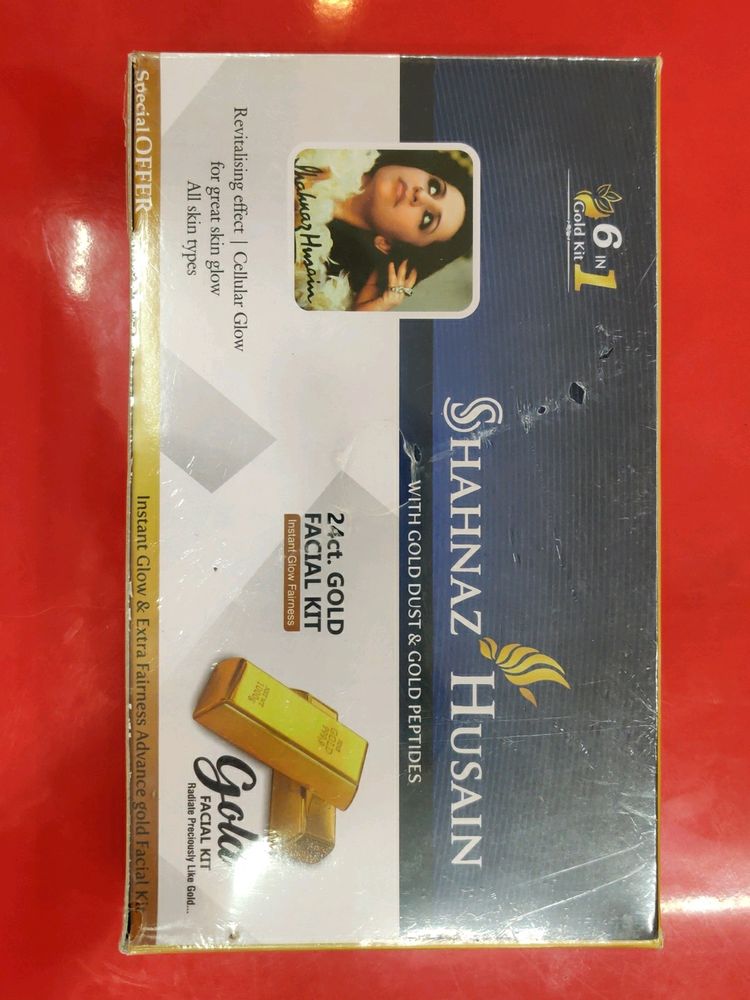 6 IN 1
Gold Kit
SHAHNAZ HUSAIN
WITH GOLD DUST & GOLD PEPTIDES
Shahnaz Husain
24ct. GOLD
FACIAL KIT
Instant Glow Fairness
Revitalising effect | Cellular Glow
for great skin glow
All skin types
GOLD
1000g
Gold
FACIAL KIT
Radiate Preciously Like Gold...
Special OFFER
Instant Glow & Extra Fairness Advance gold Facial Kit